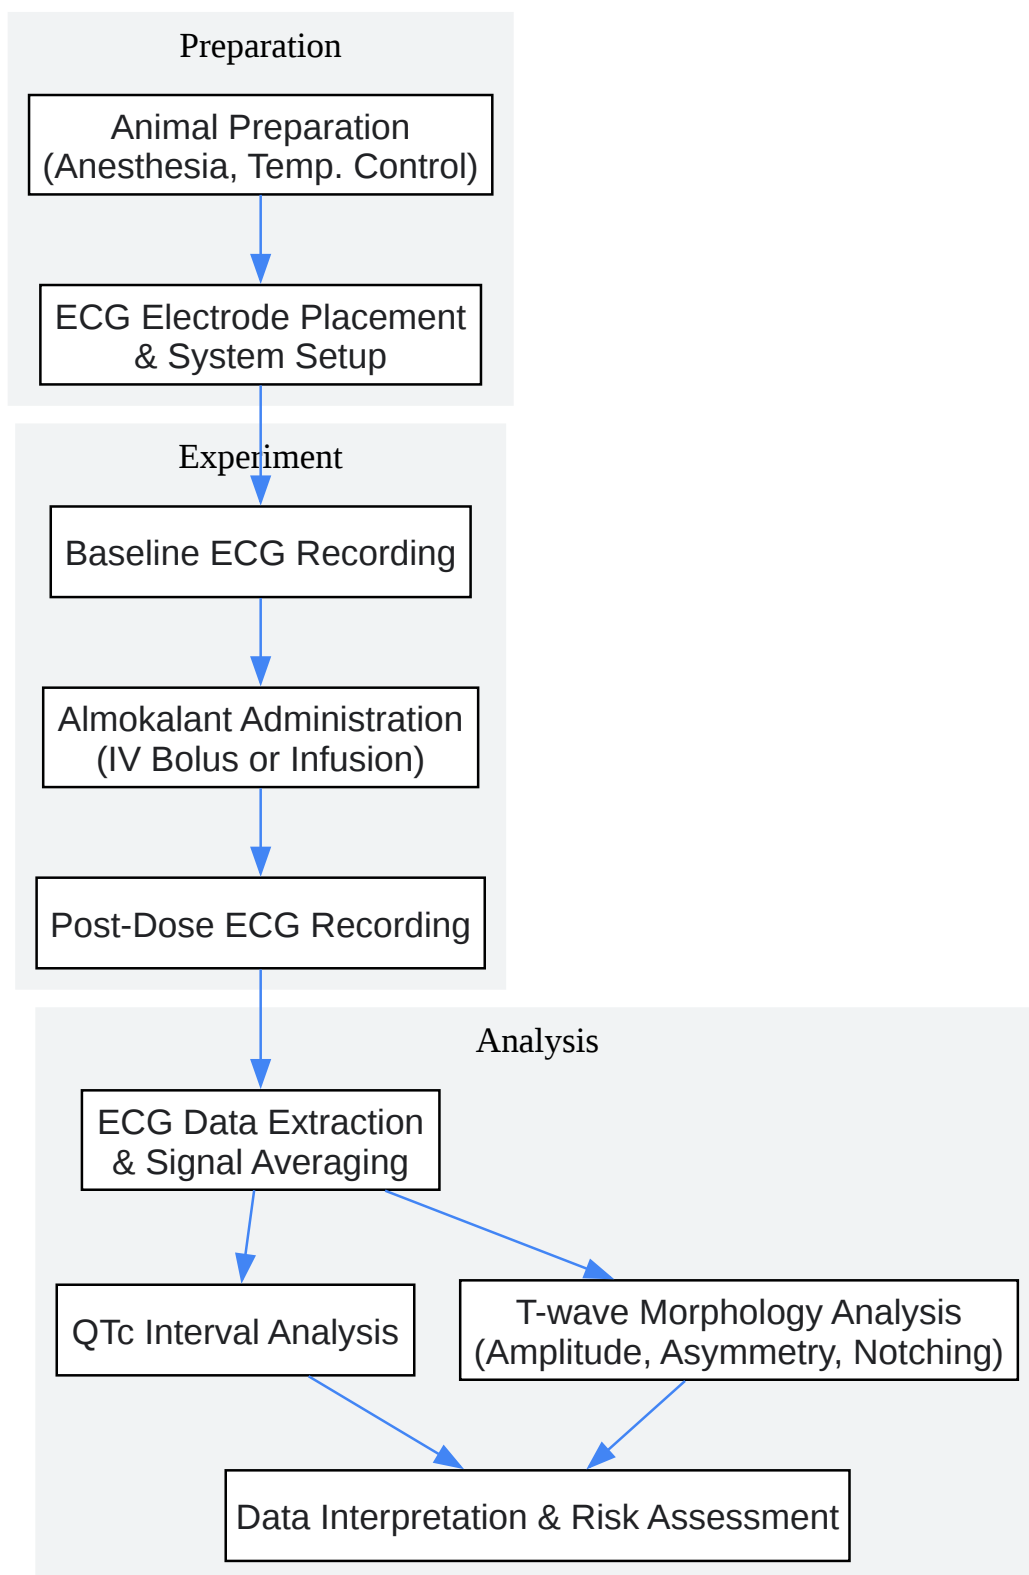 Preparation
Animal Preparation
(Anesthesia, Temp. Control)
ECG Electrode Placement
& System Setup
Experiment
Baseline ECG Recording
Almokalant Administration
(IV Bolus or Infusion)
Post-Dose ECG Recording
Analysis
ECG Data Extraction
& Signal Averaging
QTc Interval Analysis
T-wave Morphology Analysis
(Amplitude, Asymmetry, Notching)
Data Interpretation & Risk Assessment